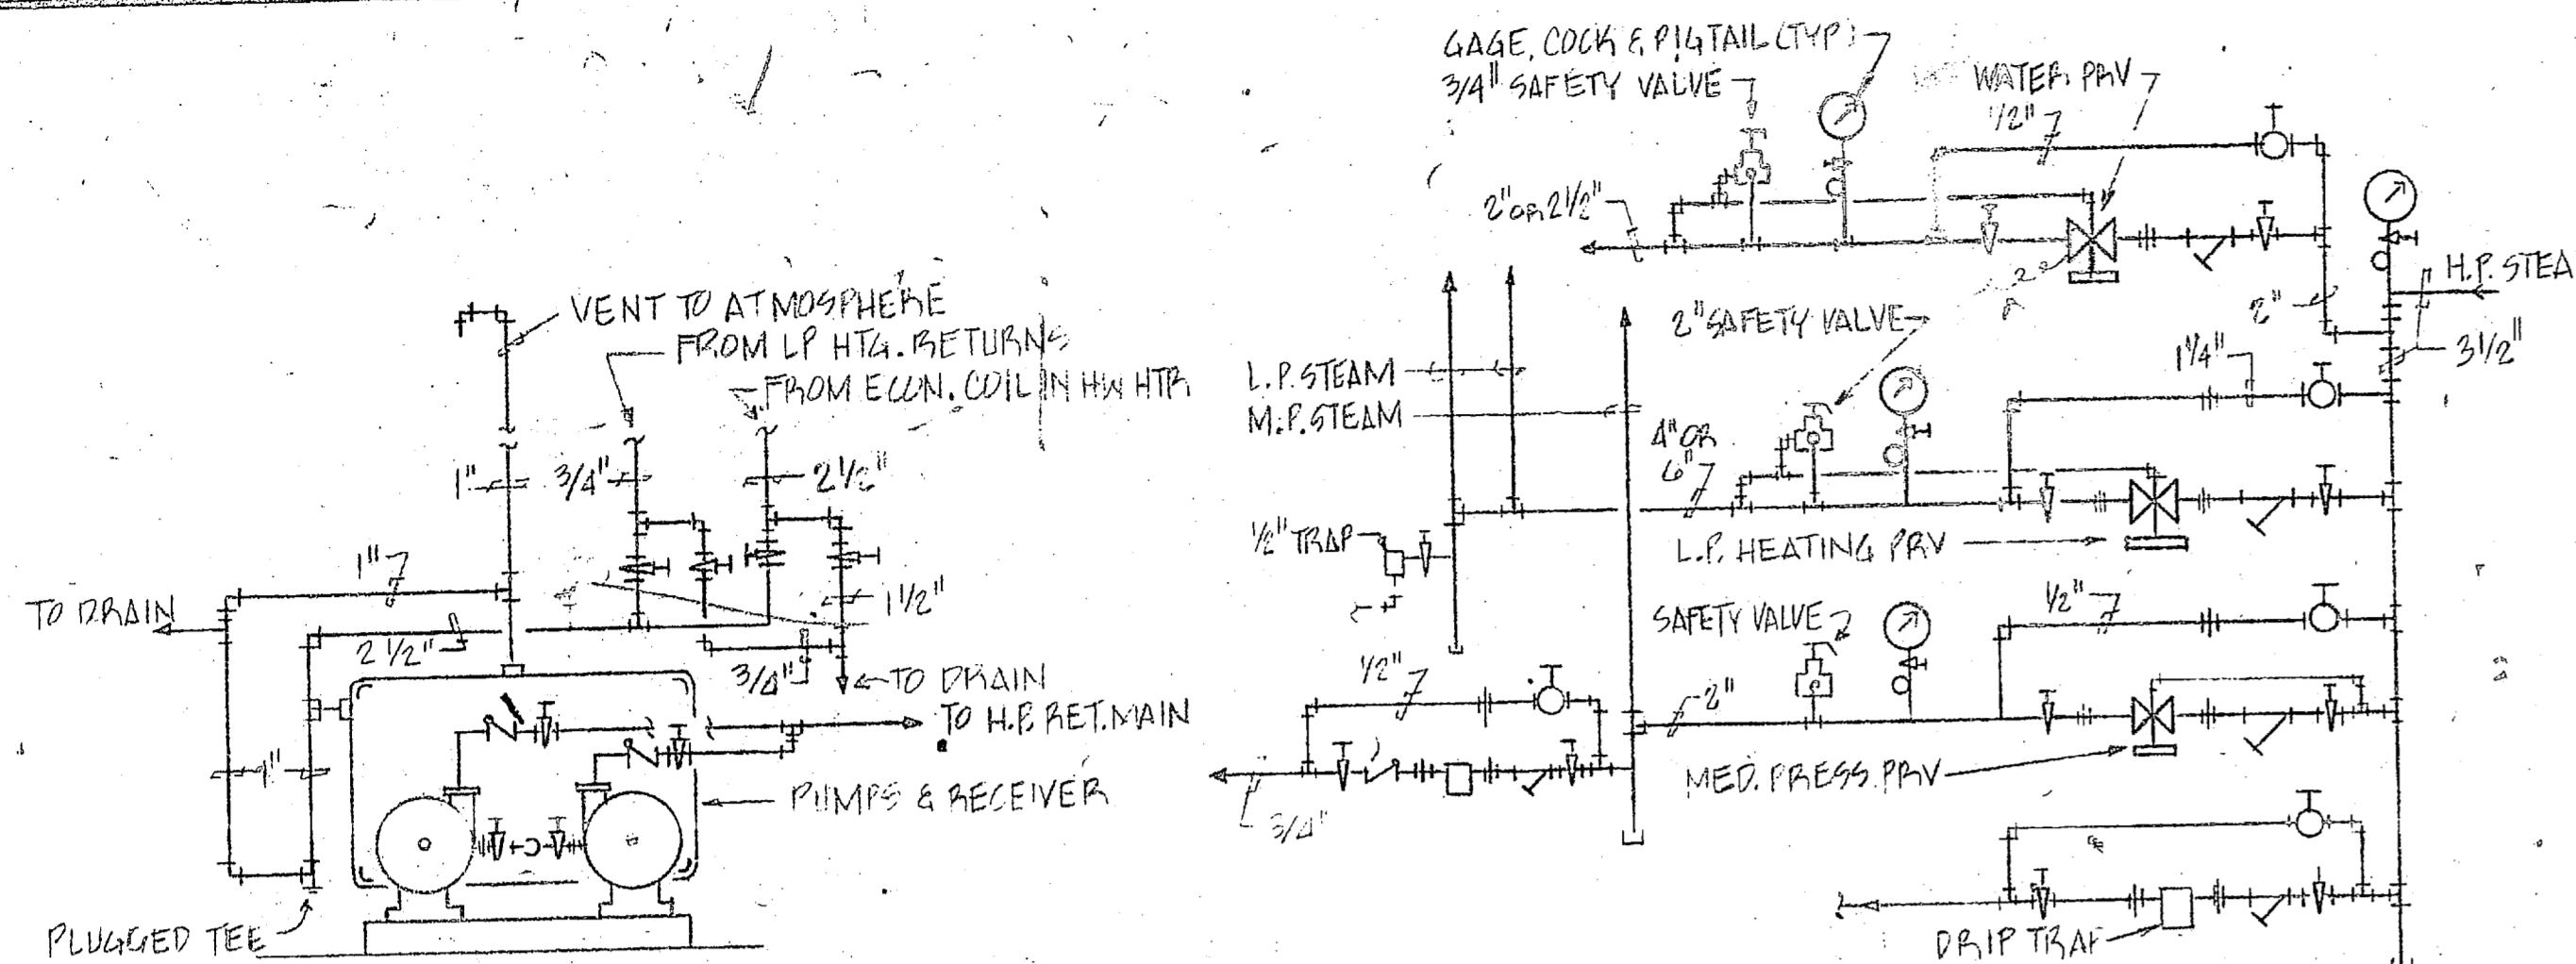 GAGE, COCK & PIGTAIL (TYP)
3/4" SAFETY VALVE
WATER PRV
1/2"
2" OR 2 1/2"
H.P. STEA
2"
3 1/2"
1 1/4"
2" SAFETY VALVE
L.P. STEAM
M.P. STEAM
4" OR
6"
1/2" TRAP
L.P. HEATING PRV
SAFETY VALVE
1/2"
1/2"
2"
MED. PRESS. PRV
3/4"
DRIP TRAP
VENT TO ATMOSPHERE
FROM LP HTG. RETURNS
FROM ECON. COIL IN HW HTR
1"
3/4"
2 1/2"
1"
TO DRAIN
2 1/2"
1 1/2"
3/4"
TO DRAIN
TO H.P. RET. MAIN
1"
PUMPS & RECEIVER
PLUGGED TEE